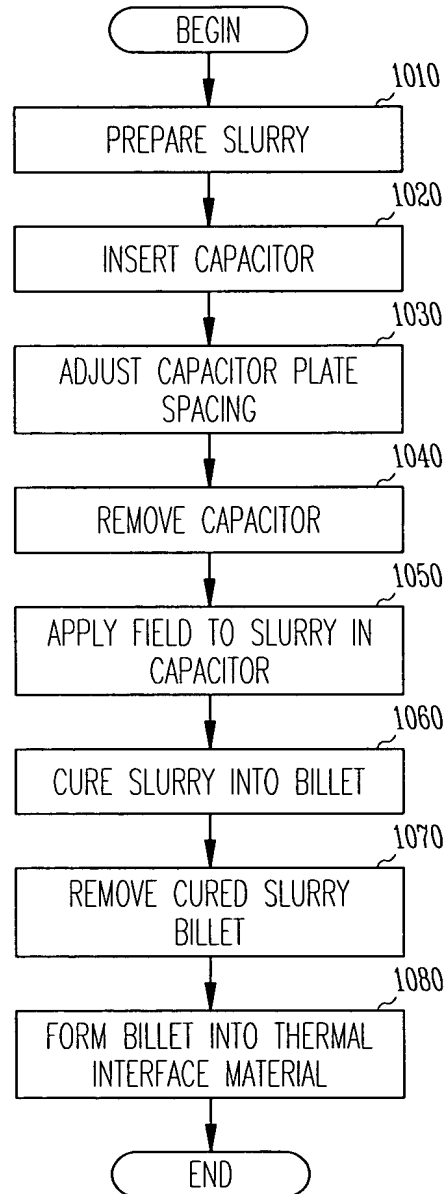 BEGIN
1010
PREPARE SLURRY
1020
INSERT CAPACITOR
1030
ADJUST CAPACITOR PLATE
SPACING
1040
REMOVE CAPACITOR
1050
APPLY FIELD TO SLURRY IN
CAPACITOR
1060
CURE SLURRY INTO BILLET
1070
REMOVE CURED SLURRY
BILLET
1080
FORM BILLET INTO THERMAL
INTERFACE MATERIAL
END